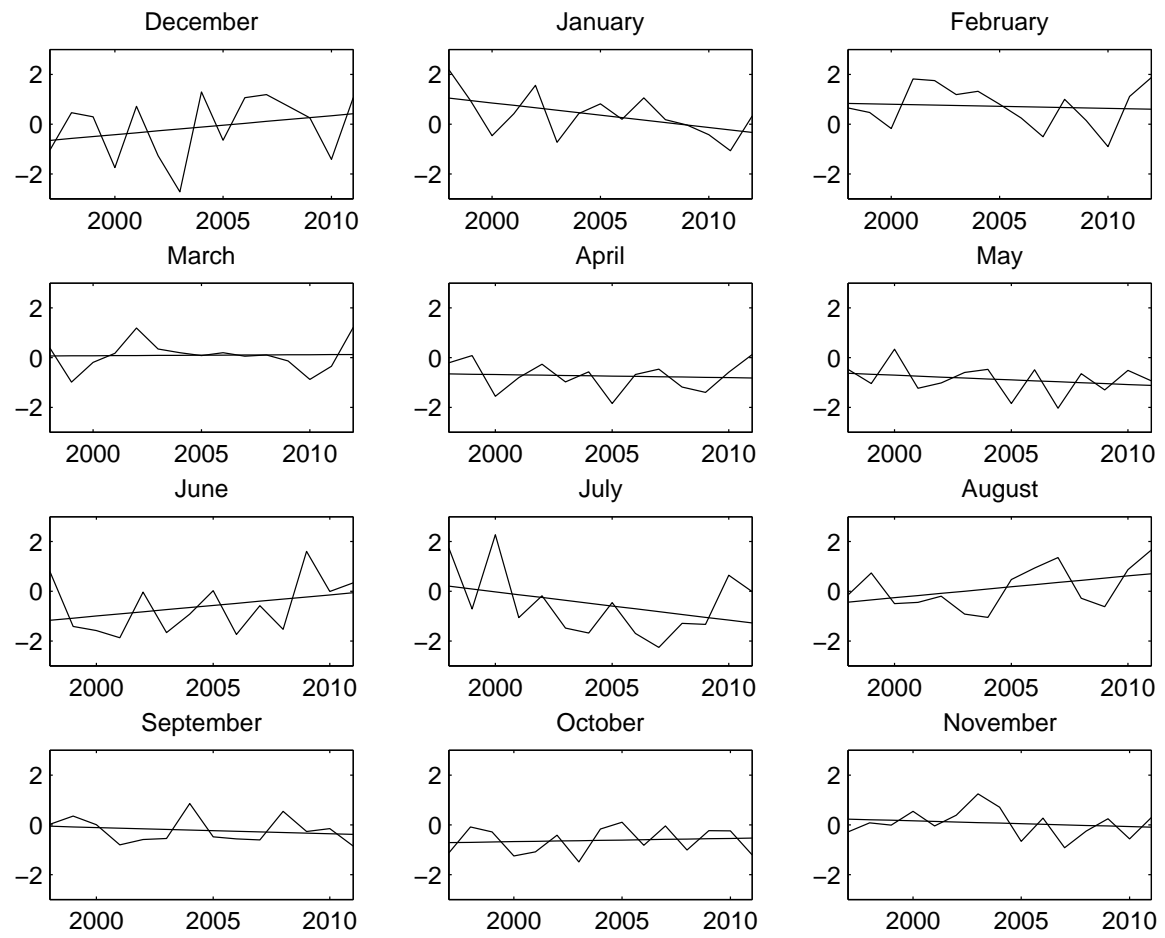 December January February
2 2 2
0 0 0
−2 −2 −2
2000 2005 2010 2000 2005 2010 2000 2005 2010
March April May
2 2 2
0 0 0
−2 −2 −2
2000 2005 2010 2000 2005 2010 2000 2005 2010
June July August
2 2 2
0 0 0
−2 −2 −2
2000 2005 2010 2000 2005 2010 2000 2005 2010
September October November
2 2 2
0 0 0
−2 −2 −2
2000 2005 2010 2000 2005 2010 2000 2005 2010